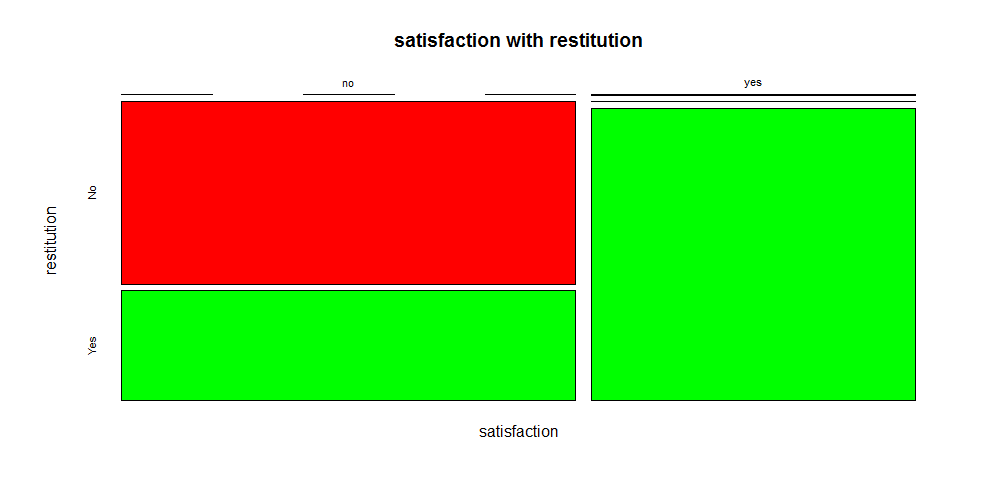 satisfaction with restitution
no
yes
No
restitution
Yes
satisfaction